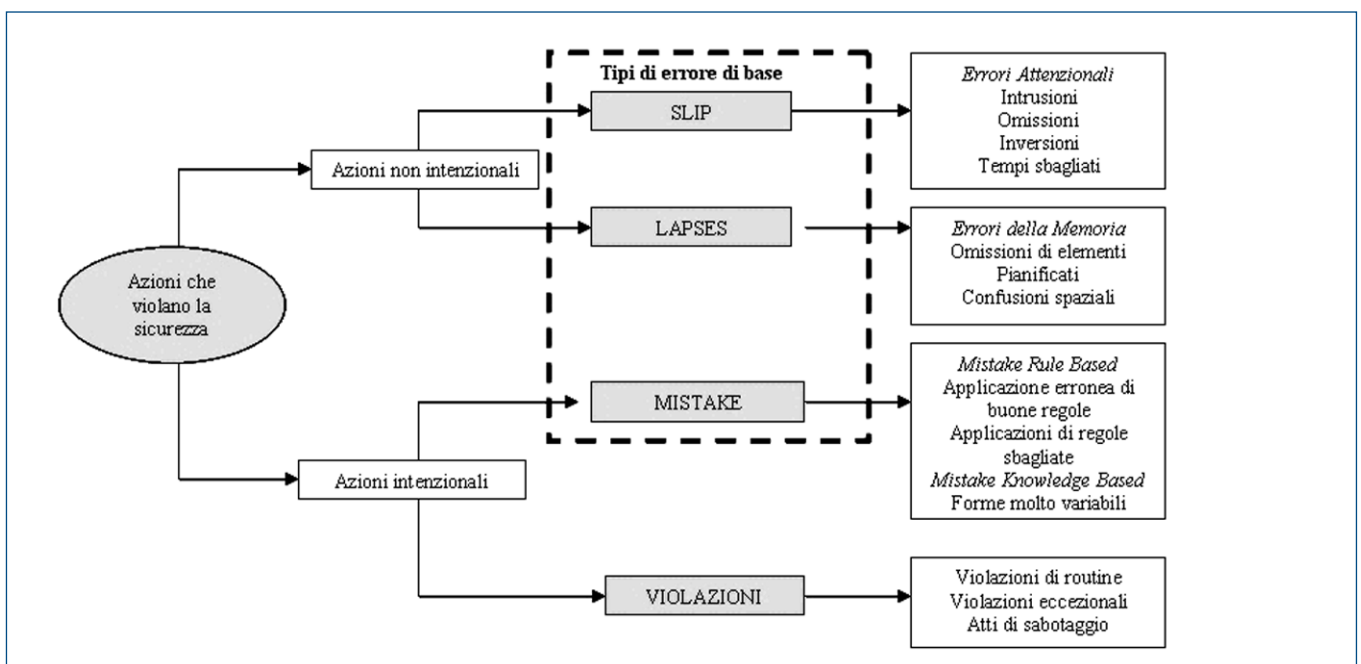 Tipi di errore di base
SLIP
Errori Attenzionali
Intrusioni
Omissioni
Inversioni
Tempi sbagliati
Azioni non intenzionali
LAPSES
Errori della Memoria
Omissioni di elementi
Pianificati
Confusioni spaziali
Azioni che
violano la
sicurezza
MISTAKE
Mistake Rule Based
Applicazione erronea di
buone regole
Applicazioni di regole
sbagliate
Mistake Knowledge Based
Forme molto variabili
Azioni intenzionali
VIOLAZIONI
Violazioni di routine
Violazioni eccezionali
Atti di sabotaggio